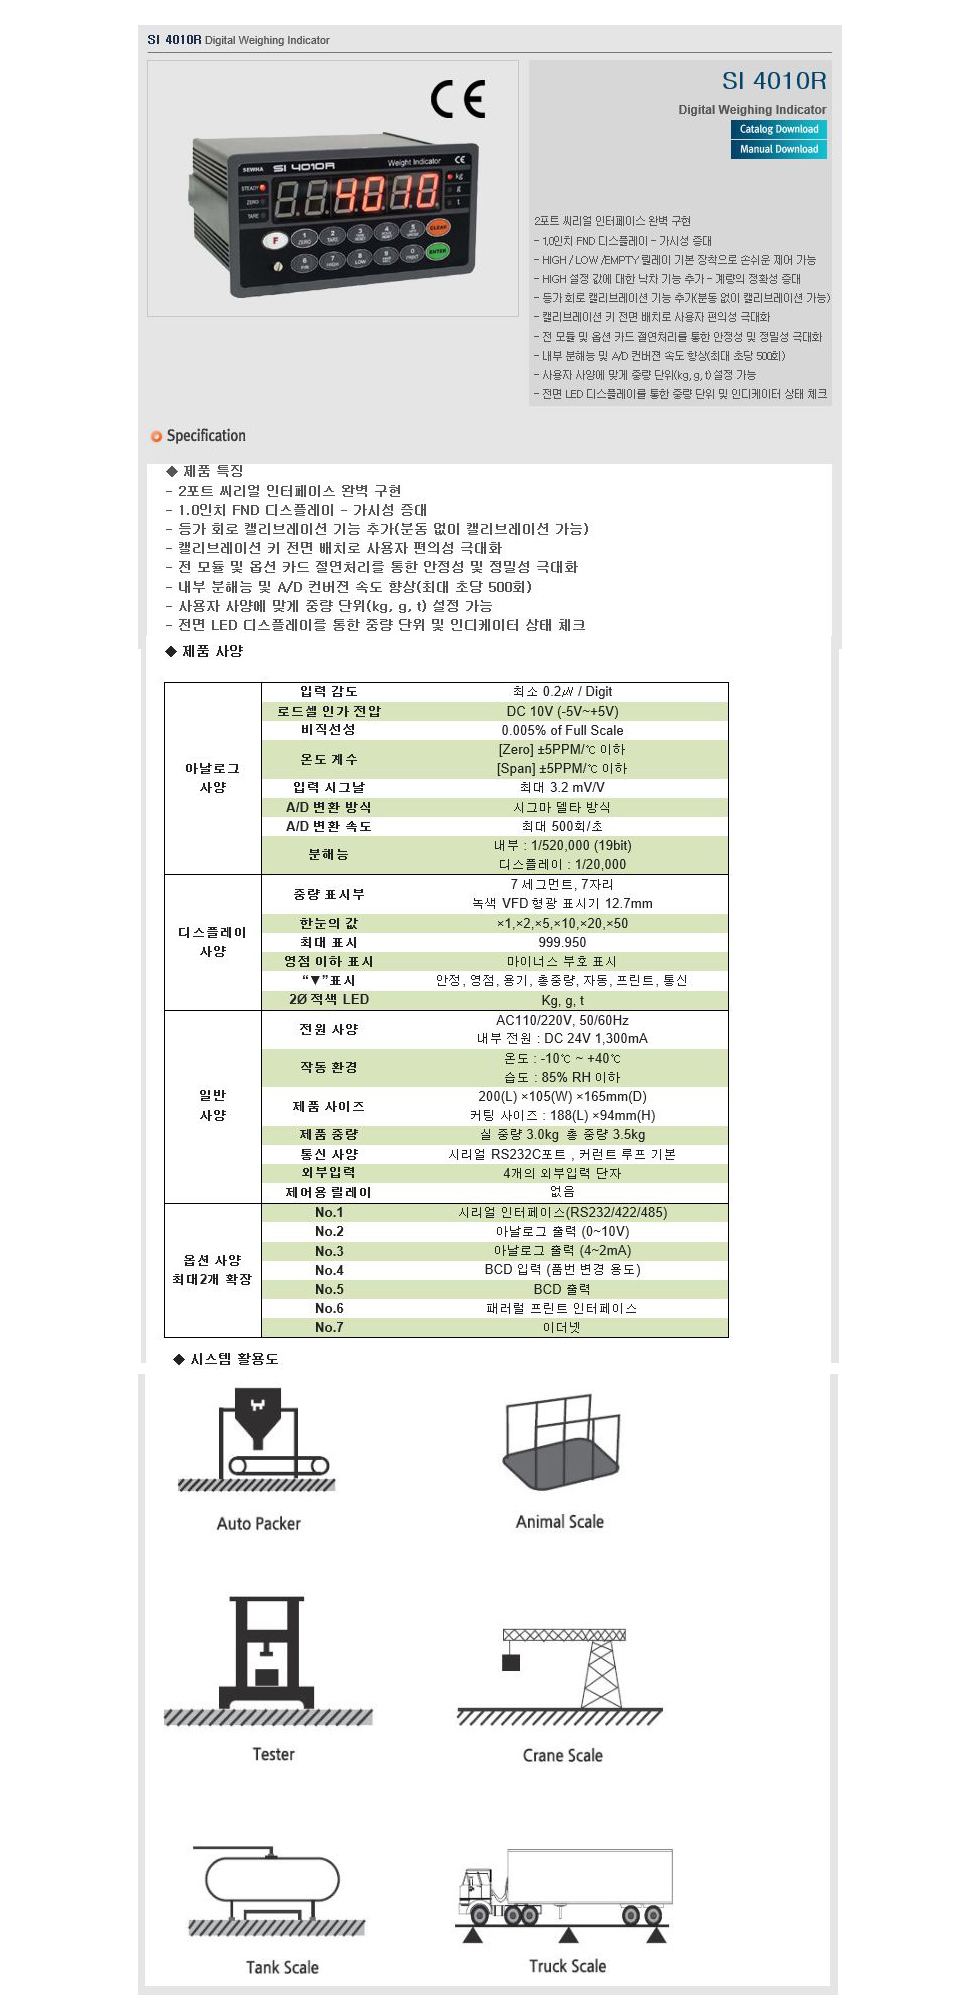 SI 4010R Digital Weighing Indicator
CE
SEWHA SI 4010R Weight Indicator CE
STEADY
ZERO
TARE
4010
kg
g
t
F
1 ZERO
2 TARE
3
4
5
CLEAR
6 P/N
7 HIGH
8 LOW
9
0 PRINT
ENTER
SI 4010R
Digital Weighing Indicator
Catalog Download
Manual Download
2포트 씨리얼 인터페이스 완벽 구현
- 1.0인치 FND 디스플레이 - 가시성 증대
- HIGH / LOW /EMPTY 릴레이 기본 장착으로 손쉬운 제어 가능
- HIGH 설정 값에 대한 낙차 기능 추가 - 계량의 정확성 증대
- 등가 회로 캘리브레이션 기능 추가(분동 없이 캘리브레이션 가능)
- 캘리브레이션 키 전면 배치로 사용자 편의성 극대화
- 전 모듈 및 옵션 카드 절연처리를 통한 안정성 및 정밀성 극대화
- 내부 분해능 및 A/D 컨버젼 속도 향상(최대 초당 500회)
- 사용자 사양에 맞게 중량 단위(kg, g, t) 설정 가능
- 전면 LED 디스플레이를 통한 중량 단위 및 인디케이터 상태 체크
Specification
◆ 제품 특징
- 2포트 씨리얼 인터페이스 완벽 구현
- 1.0인치 FND 디스플레이 - 가시성 증대
- 등가 회로 캘리브레이션 기능 추가(분동 없이 캘리브레이션 가능)
- 캘리브레이션 키 전면 배치로 사용자 편의성 극대화
- 전 모듈 및 옵션 카드 절연처리를 통한 안정성 및 정밀성 극대화
- 내부 분해능 및 A/D 컨버젼 속도 향상(최대 초당 500회)
- 사용자 사양에 맞게 중량 단위(kg, g, t) 설정 가능
- 전면 LED 디스플레이를 통한 중량 단위 및 인디케이터 상태 체크
◆ 제품 사양
아날로그
사양
입력 감도 최소 0.2㎶ / Digit
로드셀 인가 전압 DC 10V (-5V~+5V)
비직선성 0.005% of Full Scale
온도 계수 [Zero] ±5PPM/℃ 이하
[Span] ±5PPM/℃ 이하
입력 시그날 최대 3.2 mV/V
A/D 변환 방식 시그마 델타 방식
A/D 변환 속도 최대 500회/초
분해능 내부 : 1/520,000 (19bit)
디스플레이 : 1/20,000
디스플레이
사양
중량 표시부 7 세그먼트, 7자리
녹색 VFD 형광 표시기 12.7mm
한눈의 값 ×1,×2,×5,×10,×20,×50
최대 표시 999.950
영점 이하 표시 마이너스 부호 표시
“▼”표시 안정, 영점, 용기, 총중량, 자동, 프린트, 통신
2Ø 적색 LED Kg, g, t
일반
사양
전원 사양 AC110/220V, 50/60Hz
내부 전원 : DC 24V 1,300mA
작동 환경 온도 : -10℃ ~ +40℃
습도 : 85% RH 이하
제품 사이즈 200(L) ×105(W) ×165mm(D)
커팅 사이즈 : 188(L) ×94mm(H)
제품 중량 실 중량 3.0kg 총 중량 3.5kg
통신 사양 시리얼 RS232C포트 , 커런트 루프 기본
외부입력 4개의 외부입력 단자
제어용 릴레이 없음
옵션 사양
최대2개 확장
No.1 시리얼 인터페이스(RS232/422/485)
No.2 아날로그 출력 (0~10V)
No.3 아날로그 출력 (4~2mA)
No.4 BCD 입력 (품번 변경 용도)
No.5 BCD 출력
No.6 패러럴 프린트 인터페이스
No.7 이더넷
◆ 시스템 활용도
Auto Packer
Animal Scale
Tester
Crane Scale
Tank Scale
Truck Scale